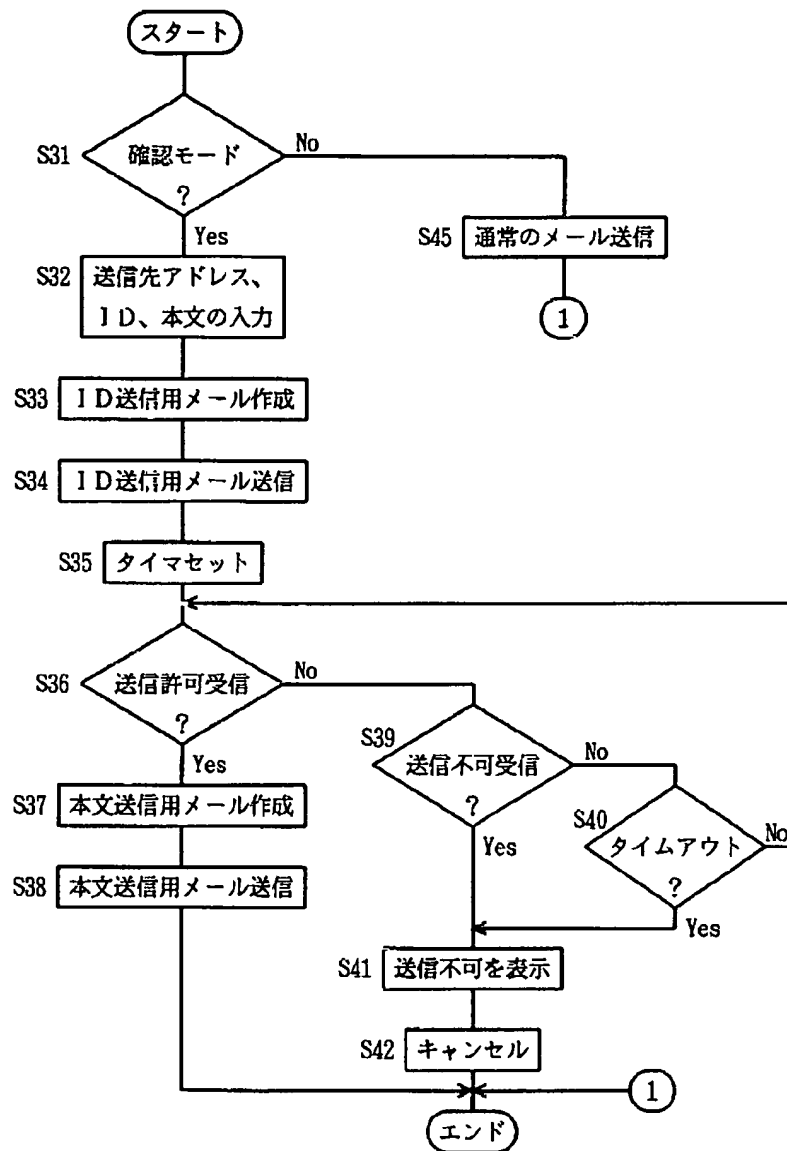 スタート
S31
確認モード
?
No
Yes
S45
通常のメール送信
1
S32
送信先アドレス、
ID、本文の入力
S33
ID送信用メール作成
S34
ID送信用メール送信
S35
タイマセット
S36
送信許可受信
?
No
Yes
S39
送信不可受信
?
No
Yes
S40
タイムアウト
?
No
Yes
S37
本文送信用メール作成
S38
本文送信用メール送信
S41
送信不可を表示
S42
キャンセル
1
エンド